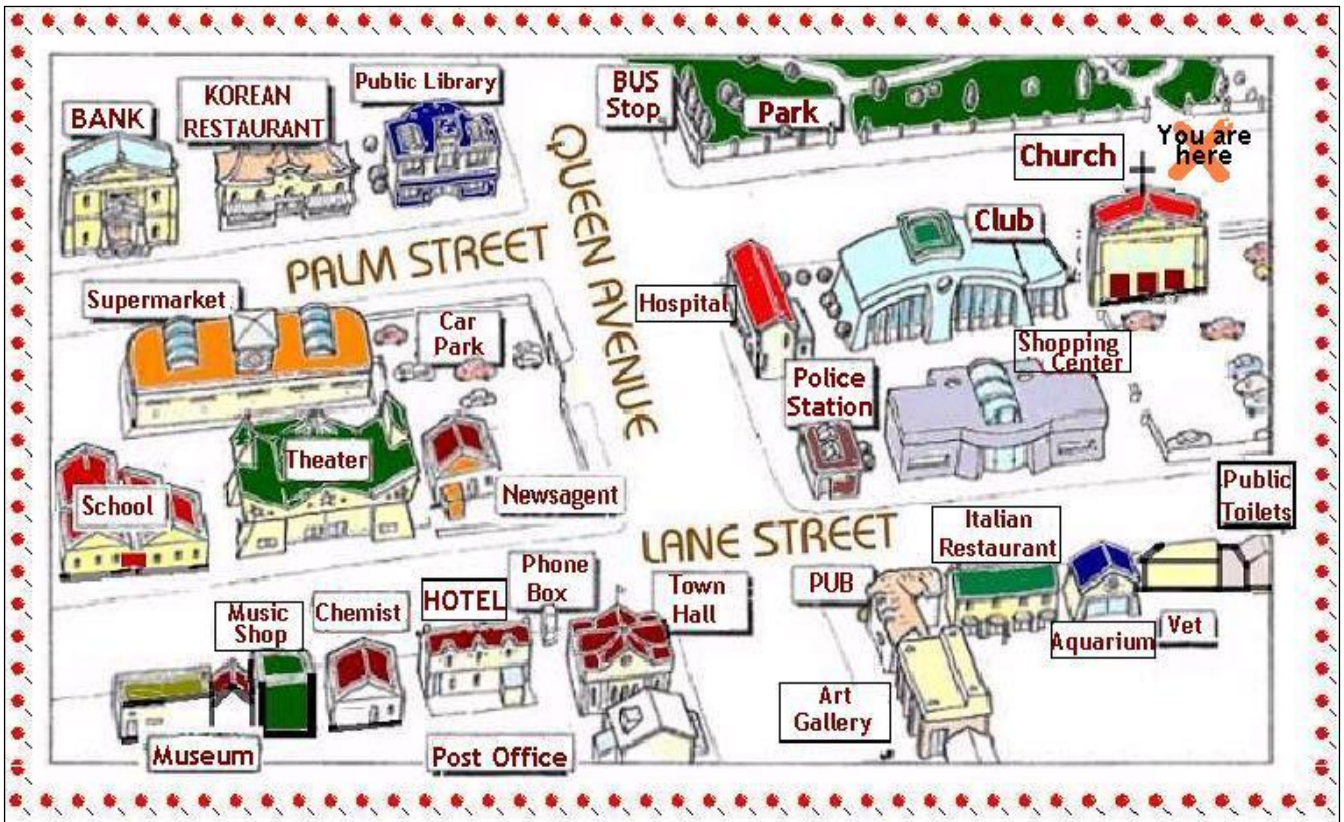 BANK
KOREAN
RESTAURANT
Public Library
BUS
Stop
Park
Church
You are
here
QUEEN AVENUE
PALM STREET
Club
Supermarket
Car
Park
Hospital
Shopping
Center
Police
Station
Theater
School
Newsagent
Public
Toilets
LANE STREET
Italian
Restaurant
Phone
Box
Town
Hall
PUB
Music
Shop
Chemist
HOTEL
Aquarium
Vet
Art
Gallery
Museum
Post Office